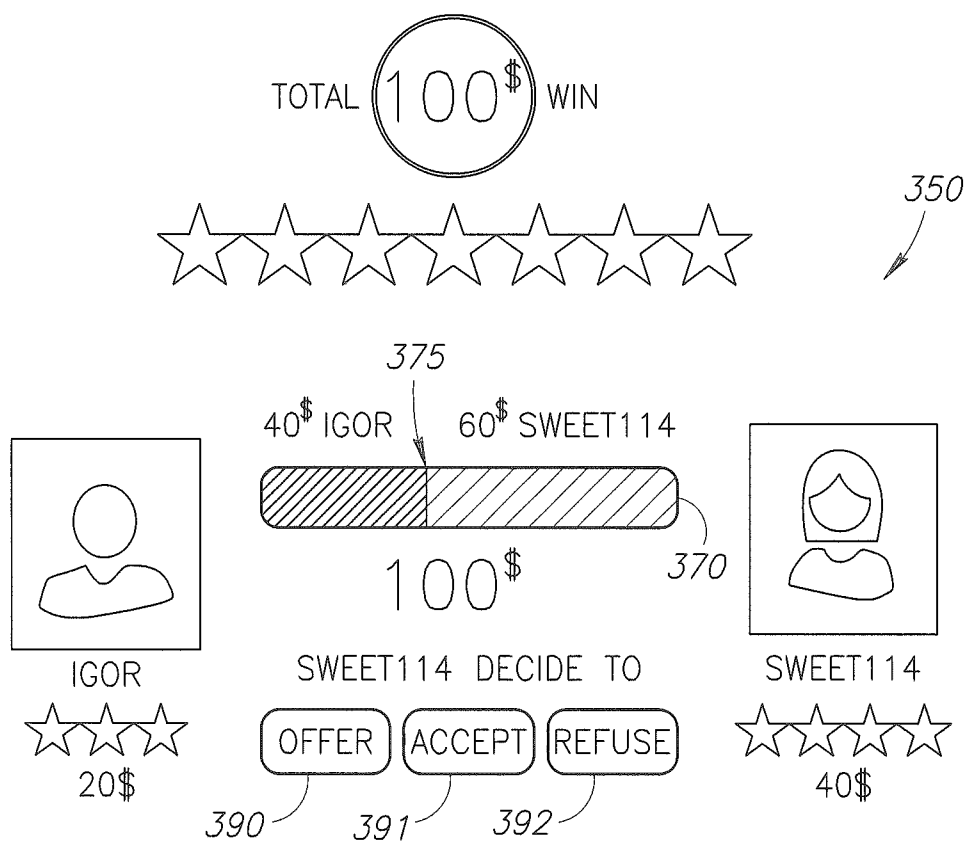 TOTAL 100$ WIN
350
375
40$ IGOR 60$ SWEET114
370
100$
IGOR
SWEET114 DECIDE TO
SWEET114
OFFER ACCEPT REFUSE
20$
40$
390 391 392